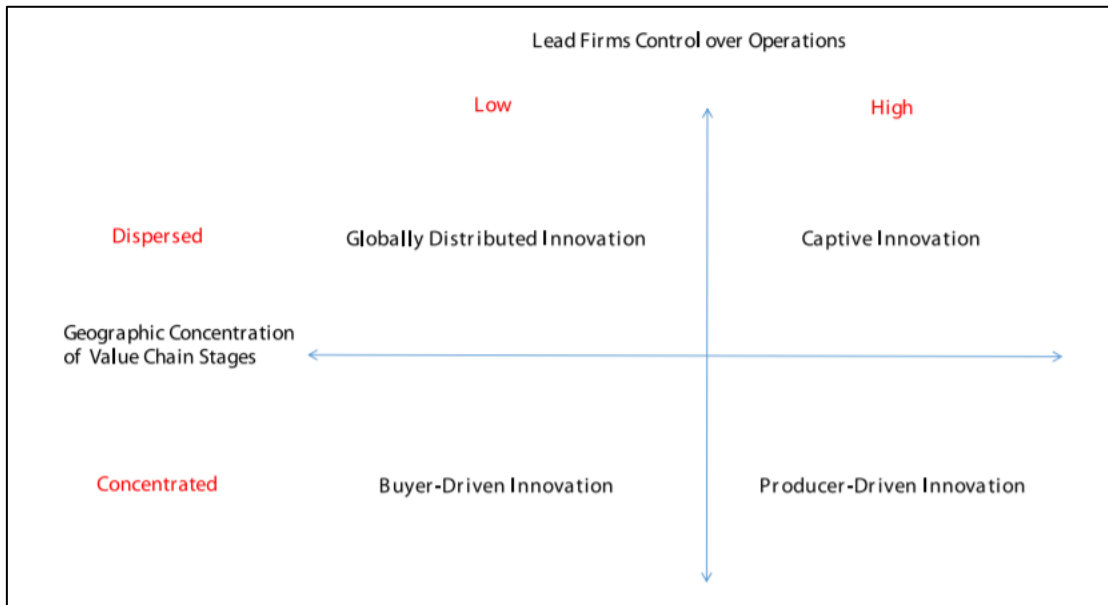 Lead Firms Control over Operations
Low
High
Dispersed
Globally Distributed Innovation
Captive Innovation
Geographic Concentration
of Value Chain Stages
Concentrated
Buyer-Driven Innovation
Producer-Driven Innovation